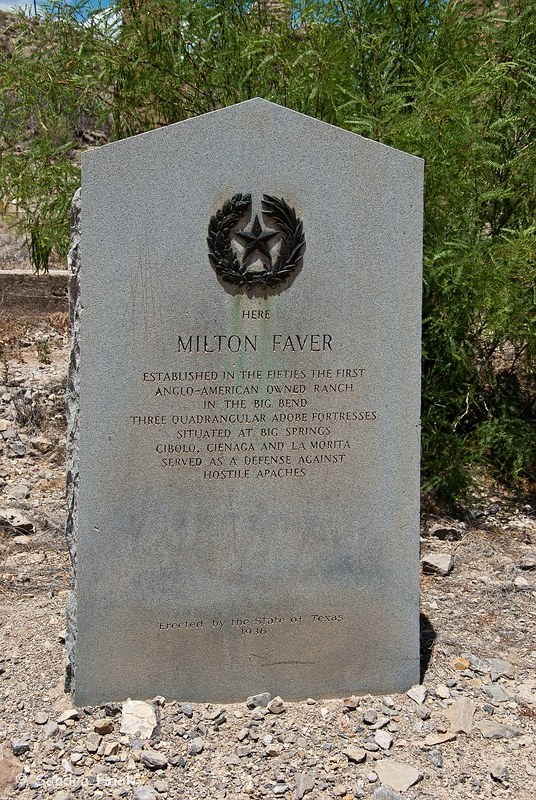 HERE
MILTON FAVER
ESTABLISHED IN THE FIFTIES THE FIRST
ANGLO-AMERICAN OWNED RANCH
IN THE BIG BEND
THREE QUADRANGULAR ADOBE FORTRESSES
SITUATED AT BIG SPRINGS
CIBOLO, CIENAGA AND LA MORITA
SERVED AS A DEFENSE AGAINST
HOSTILE APACHES
Erected by the State of Texas
1936